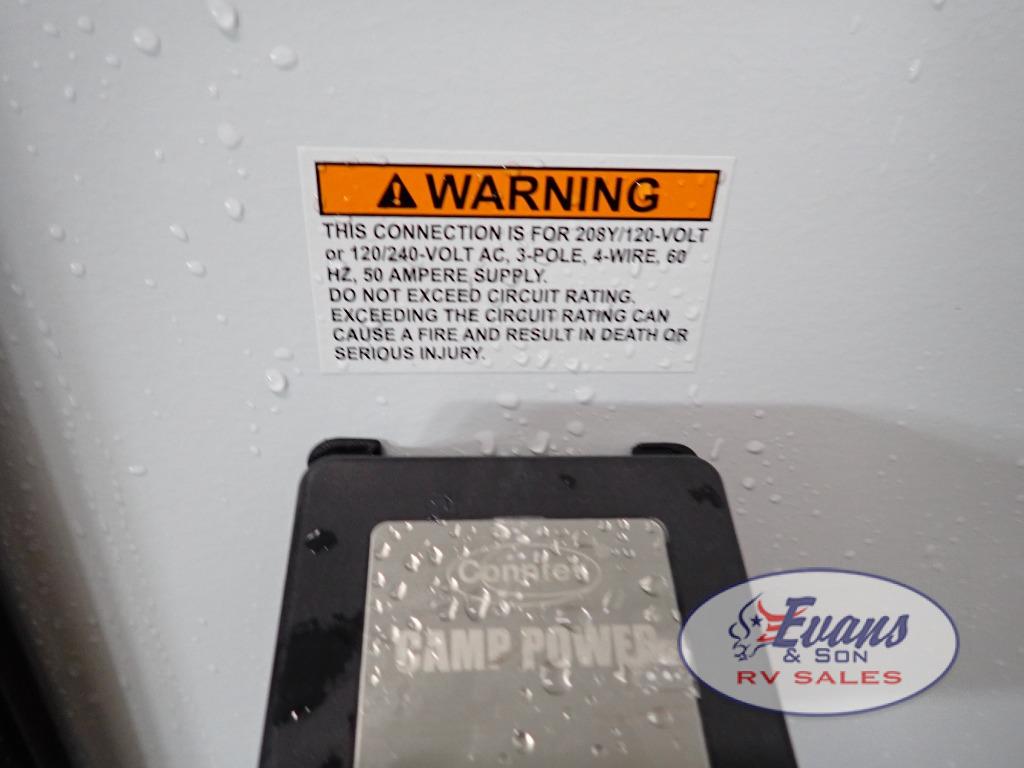 WARNING
THIS CONNECTION IS FOR 208Y/120-VOLT
or 120/240-VOLT AC, 3-POLE, 4-WIRE, 60
HZ, 50 AMPERE SUPPLY.
DO NOT EXCEED CIRCUIT RATING.
EXCEEDING THE CIRCUIT RATING CAN
CAUSE A FIRE AND RESULT IN DEATH OR
SERIOUS INJURY.
Conntek
CAMP POWER
Evans
& SON
RV SALES